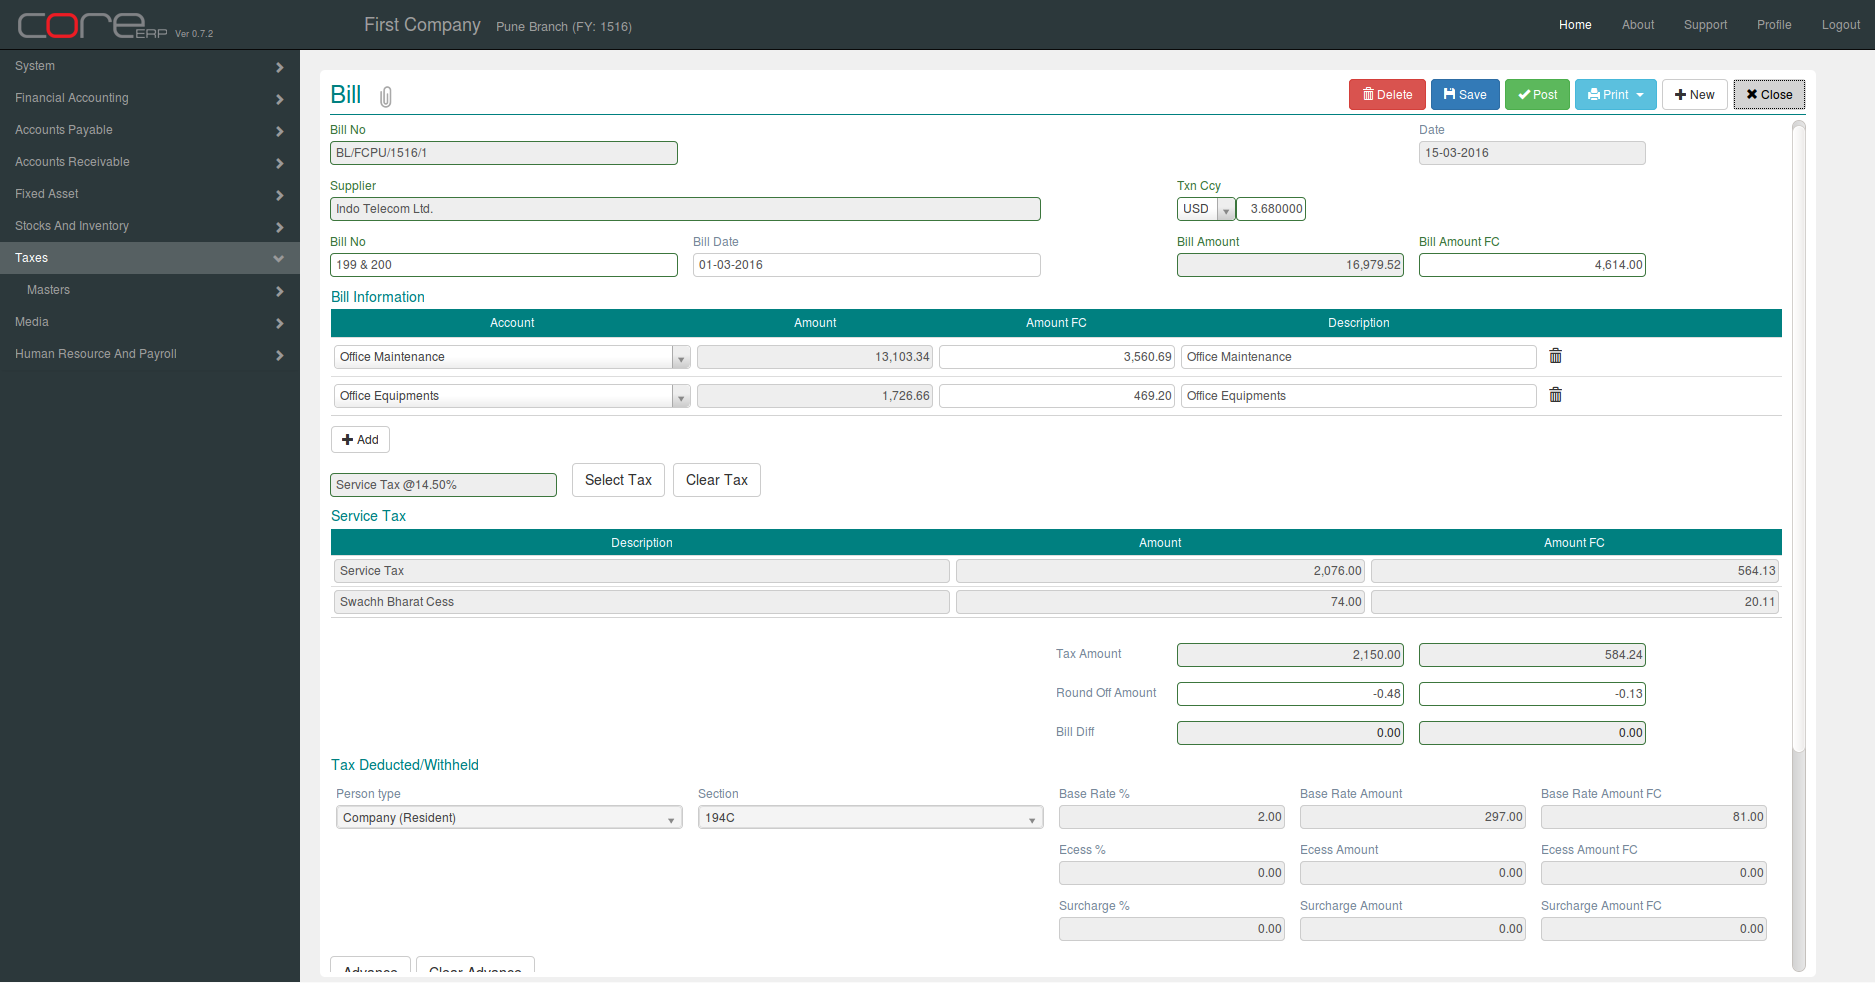 core ERP Ver 0.7.2
First Company Pune Branch (FY: 1516)
Home About Support Profile Logout
System
Financial Accounting
Accounts Payable
Accounts Receivable
Fixed Asset
Stocks And Inventory
Taxes
Masters
Media
Human Resource And Payroll
Bill
Delete Save Post Print New Close
Bill No Date
BL/FCPU/1516/1 15-03-2016
Supplier Txn Ccy
Indo Telecom Ltd. USD 3.680000
Bill No Bill Date Bill Amount Bill Amount FC
199 & 200 01-03-2016 16,979.52 4,614.00
Bill Information
Account Amount Amount FC Description
Office Maintenance 13,103.34 3,560.69 Office Maintenance
Office Equipments 1,726.66 469.20 Office Equipments
Add
Service Tax @14.50% Select Tax Clear Tax
Service Tax
Description Amount Amount FC
Service Tax 2,076.00 564.13
Swachh Bharat Cess 74.00 20.11
Tax Amount 2,150.00 584.24
Round Off Amount -0.48 -0.13
Bill Diff 0.00 0.00
Tax Deducted/Withheld
Person type Section Base Rate % Base Rate Amount Base Rate Amount FC
Company (Resident) 194C 2.00 297.00 81.00
Ecess % Ecess Amount Ecess Amount FC
0.00 0.00 0.00
Surcharge % Surcharge Amount Surcharge Amount FC
0.00 0.00 0.00
Advance Clear Advance